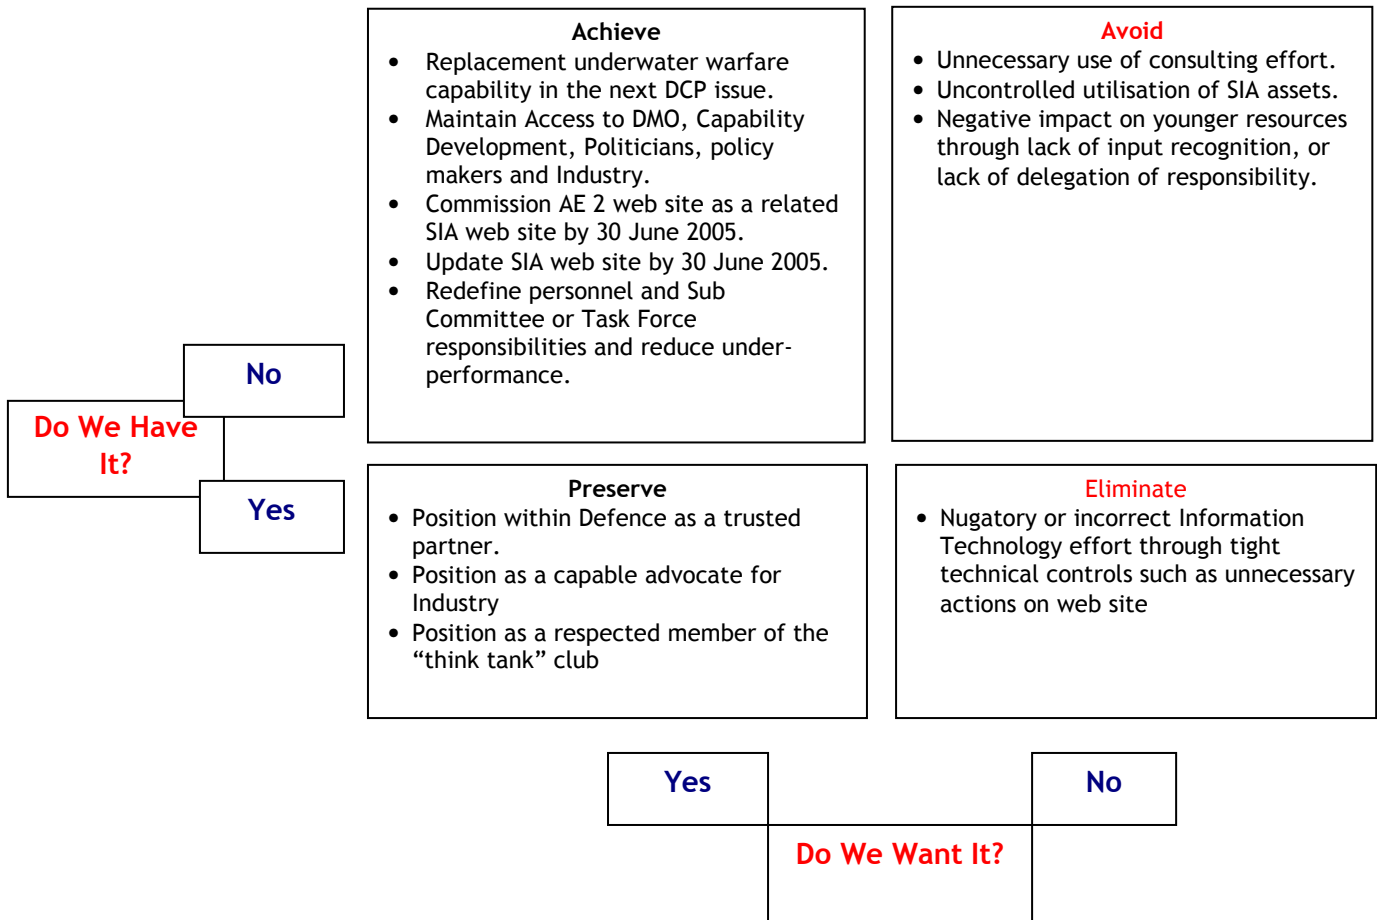 Achieve
• Replacement underwater warfare
capability in the next DCP issue.
• Maintain Access to DMO, Capability
Development, Politicians, policy
makers and Industry.
• Commission AE 2 web site as a related
SIA web site by 30 June 2005.
• Update SIA web site by 30 June 2005.
• Redefine personnel and Sub
Committee or Task Force
responsibilities and reduce under-
performance.
Avoid
• Unnecessary use of consulting effort.
• Uncontrolled utilisation of SIA assets.
• Negative impact on younger resources
through lack of input recognition, or
lack of delegation of responsibility.
No
Do We Have
It?
Yes
Preserve
• Position within Defence as a trusted
partner.
• Position as a capable advocate for
Industry
• Position as a respected member of the
“think tank” club
Eliminate
• Nugatory or incorrect Information
Technology effort through tight
technical controls such as unnecessary
actions on web site
Yes
No
Do We Want It?